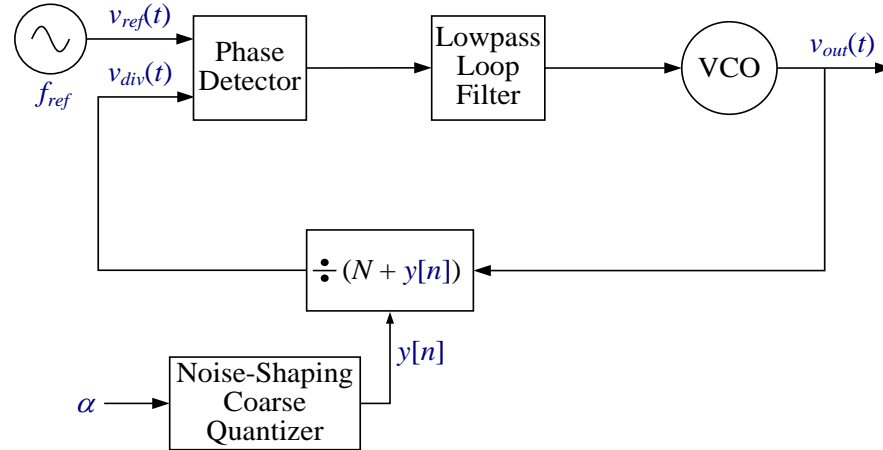 v_ref(t)
v_div(t)
f_ref
Phase
Detector
Lowpass
Loop
Filter
VCO
v_out(t)
÷ (N + y[n])
y[n]
α
Noise-Shaping
Coarse
Quantizer